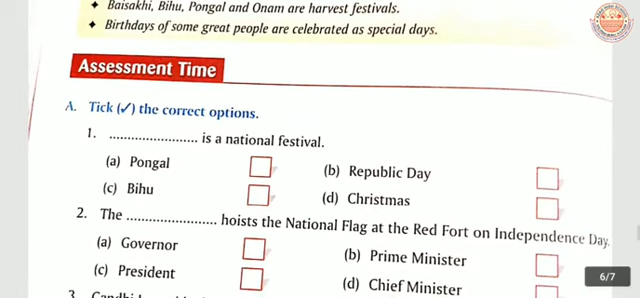 ◆ Baisakhi, Bihu, Pongal and Onam are harvest festivals.
◆ Birthdays of some great people are celebrated as special days.
Assessment Time
A. Tick (✓) the correct options.
1. ........................ is a national festival.
(a) Pongal (b) Republic Day
(c) Bihu (d) Christmas
2. The ........................ hoists the National Flag at the Red Fort on Independence Day.
(a) Governor (b) Prime Minister
(c) President (d) Chief Minister
3.
6/7